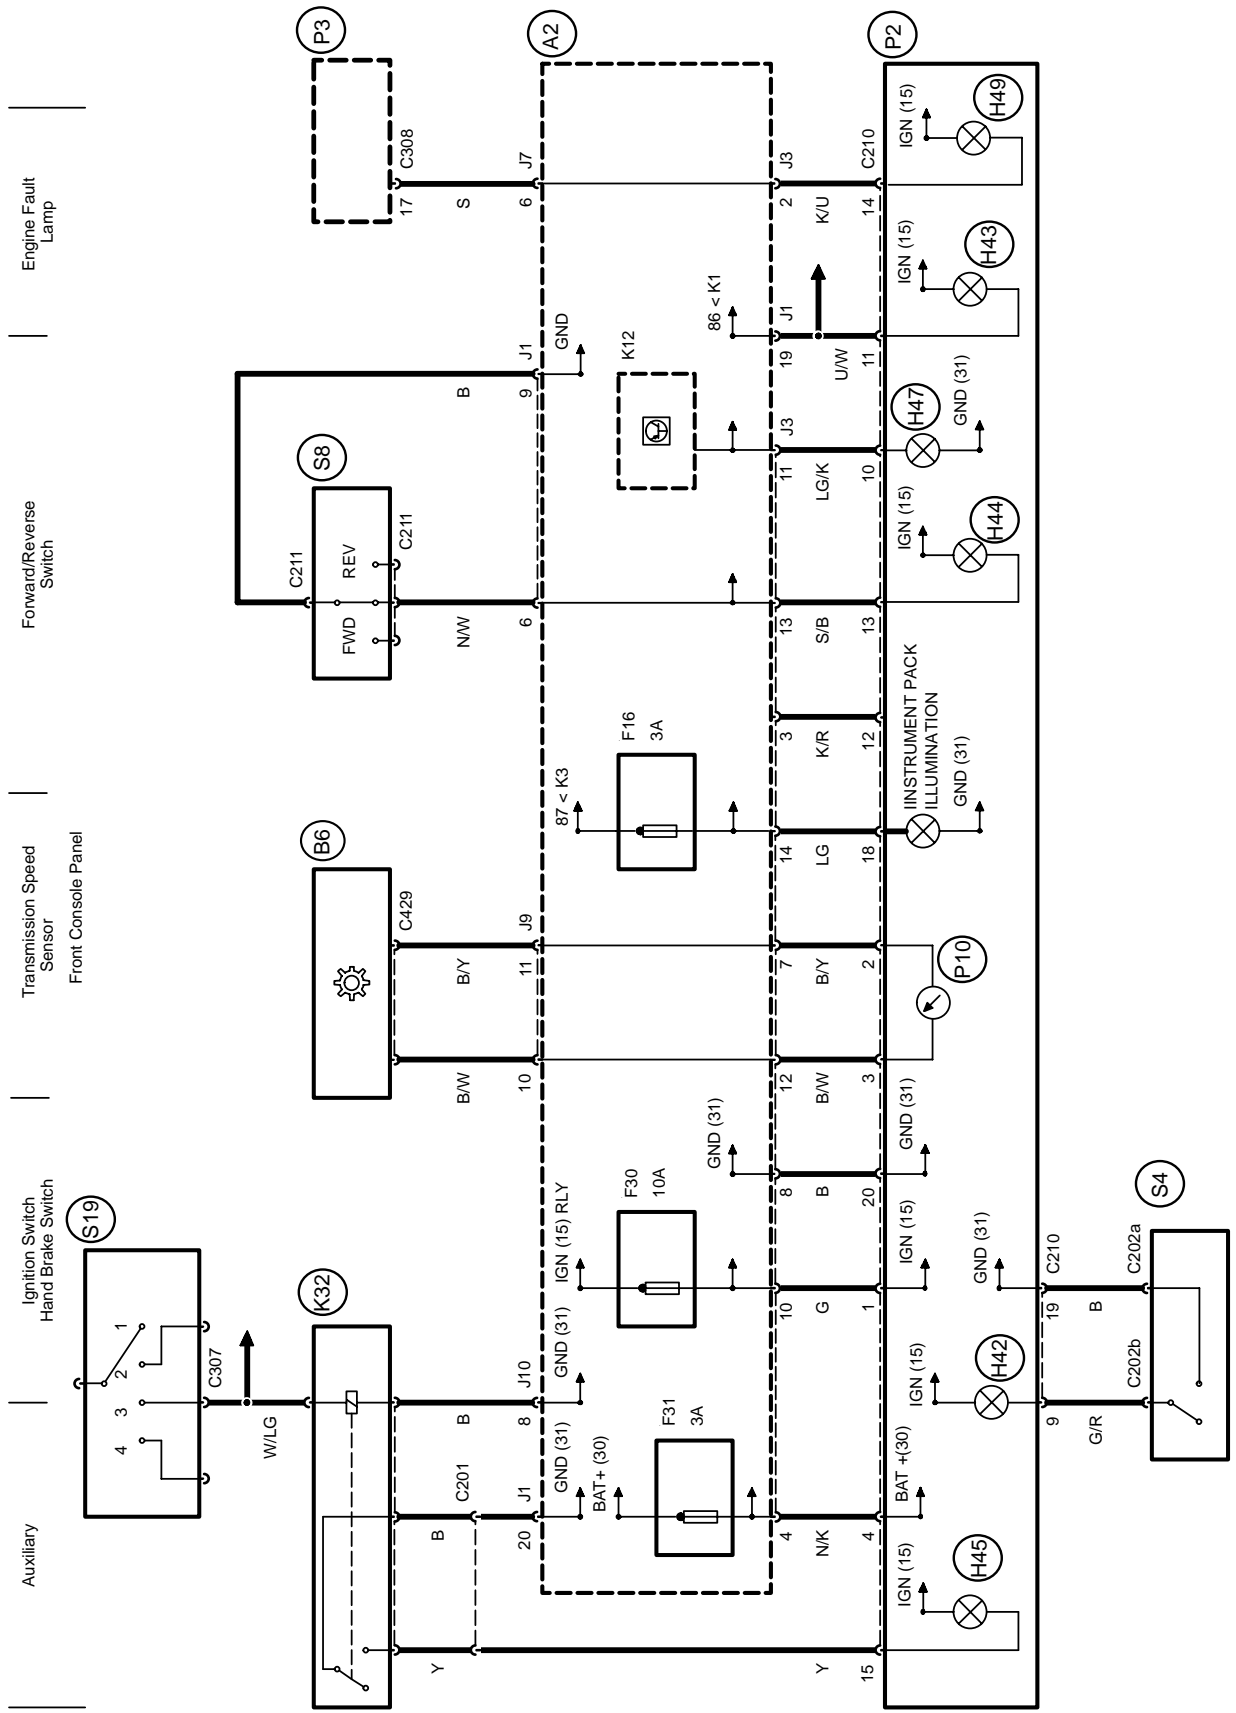 Auxiliary
Ignition Switch
Hand Brake Switch
Transmission Speed
Sensor
Front Console Panel
Forward/Reverse
Switch
Engine Fault
Lamp
S19
4
3
2
1
C307
W/LG
K32
B6
S8
P3
FWD
REV
C211
C211
C429
17
C308
Y
B
C201
B
B/W
B/Y
N/W
B
S
20
J1
8
J10
10
11
J9
6
9
J1
6
J7
A2
GND (31)
GND (31)
IGN (15) RLY
87 < K3
GND
BAT+ (30)
F31
3A
F30
10A
F16
3A
K12
GND (31)
86 < K1
4
10
8
12
7
14
3
13
11
J3
19
J1
2
J3
Y
N/K
G
B
B/W
B/Y
LG
K/R
S/B
LG/K
U/W
K/U
15
4
1
20
3
2
18
12
13
10
11
14
C210
P2
IGN (15)
BAT +(30)
IGN (15)
IGN (15)
GND (31)
IINSTRUMENT PACK
ILLUMINATION
GND (31)
IGN (15)
GND (31)
IGN (15)
IGN (15)
H45
H42
P10
H44
H47
H43
H49
GND (31)
9
19
C210
G/R
B
C202b
C202a
S4